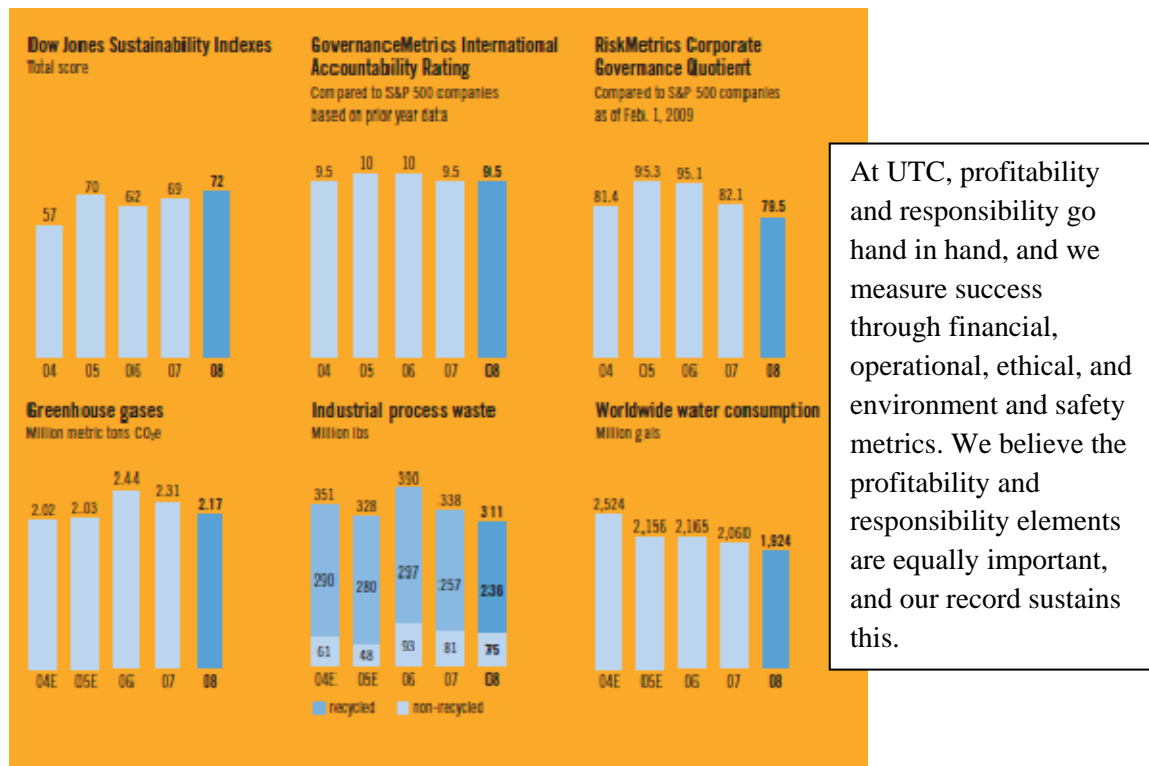 Dow Jones Sustainability Indexes
Total score
57
70
62
69
72
04
05
06
07
08
GovernanceMetrics International
Accountability Rating
Compared to S&P 500 companies
based on prior year data
9.5
10
10
9.5
9.5
04
05
06
07
08
RiskMetrics Corporate
Governance Quotient
Compared to S&P 500 companies
as of Feb. 1, 2009
81.4
95.3
95.1
82.1
79.5
04
05
06
07
08
Greenhouse gases
Million metric tons CO₂e
2.02
2.03
2.44
2.31
2.17
04E
05E
06
07
08
Industrial process waste
Million lbs
351
328
390
338
311
290
280
297
257
236
61
48
93
81
75
04E
05E
06
07
08
recycled
non-recycled
Worldwide water consumption
Million gals
2,524
2,156
2,165
2,060
1,924
04E
05E
06
07
08
At UTC, profitability
and responsibility go
hand in hand, and we
measure success
through financial,
operational, ethical, and
environment and safety
metrics. We believe the
profitability and
responsibility elements
are equally important,
and our record sustains
this.